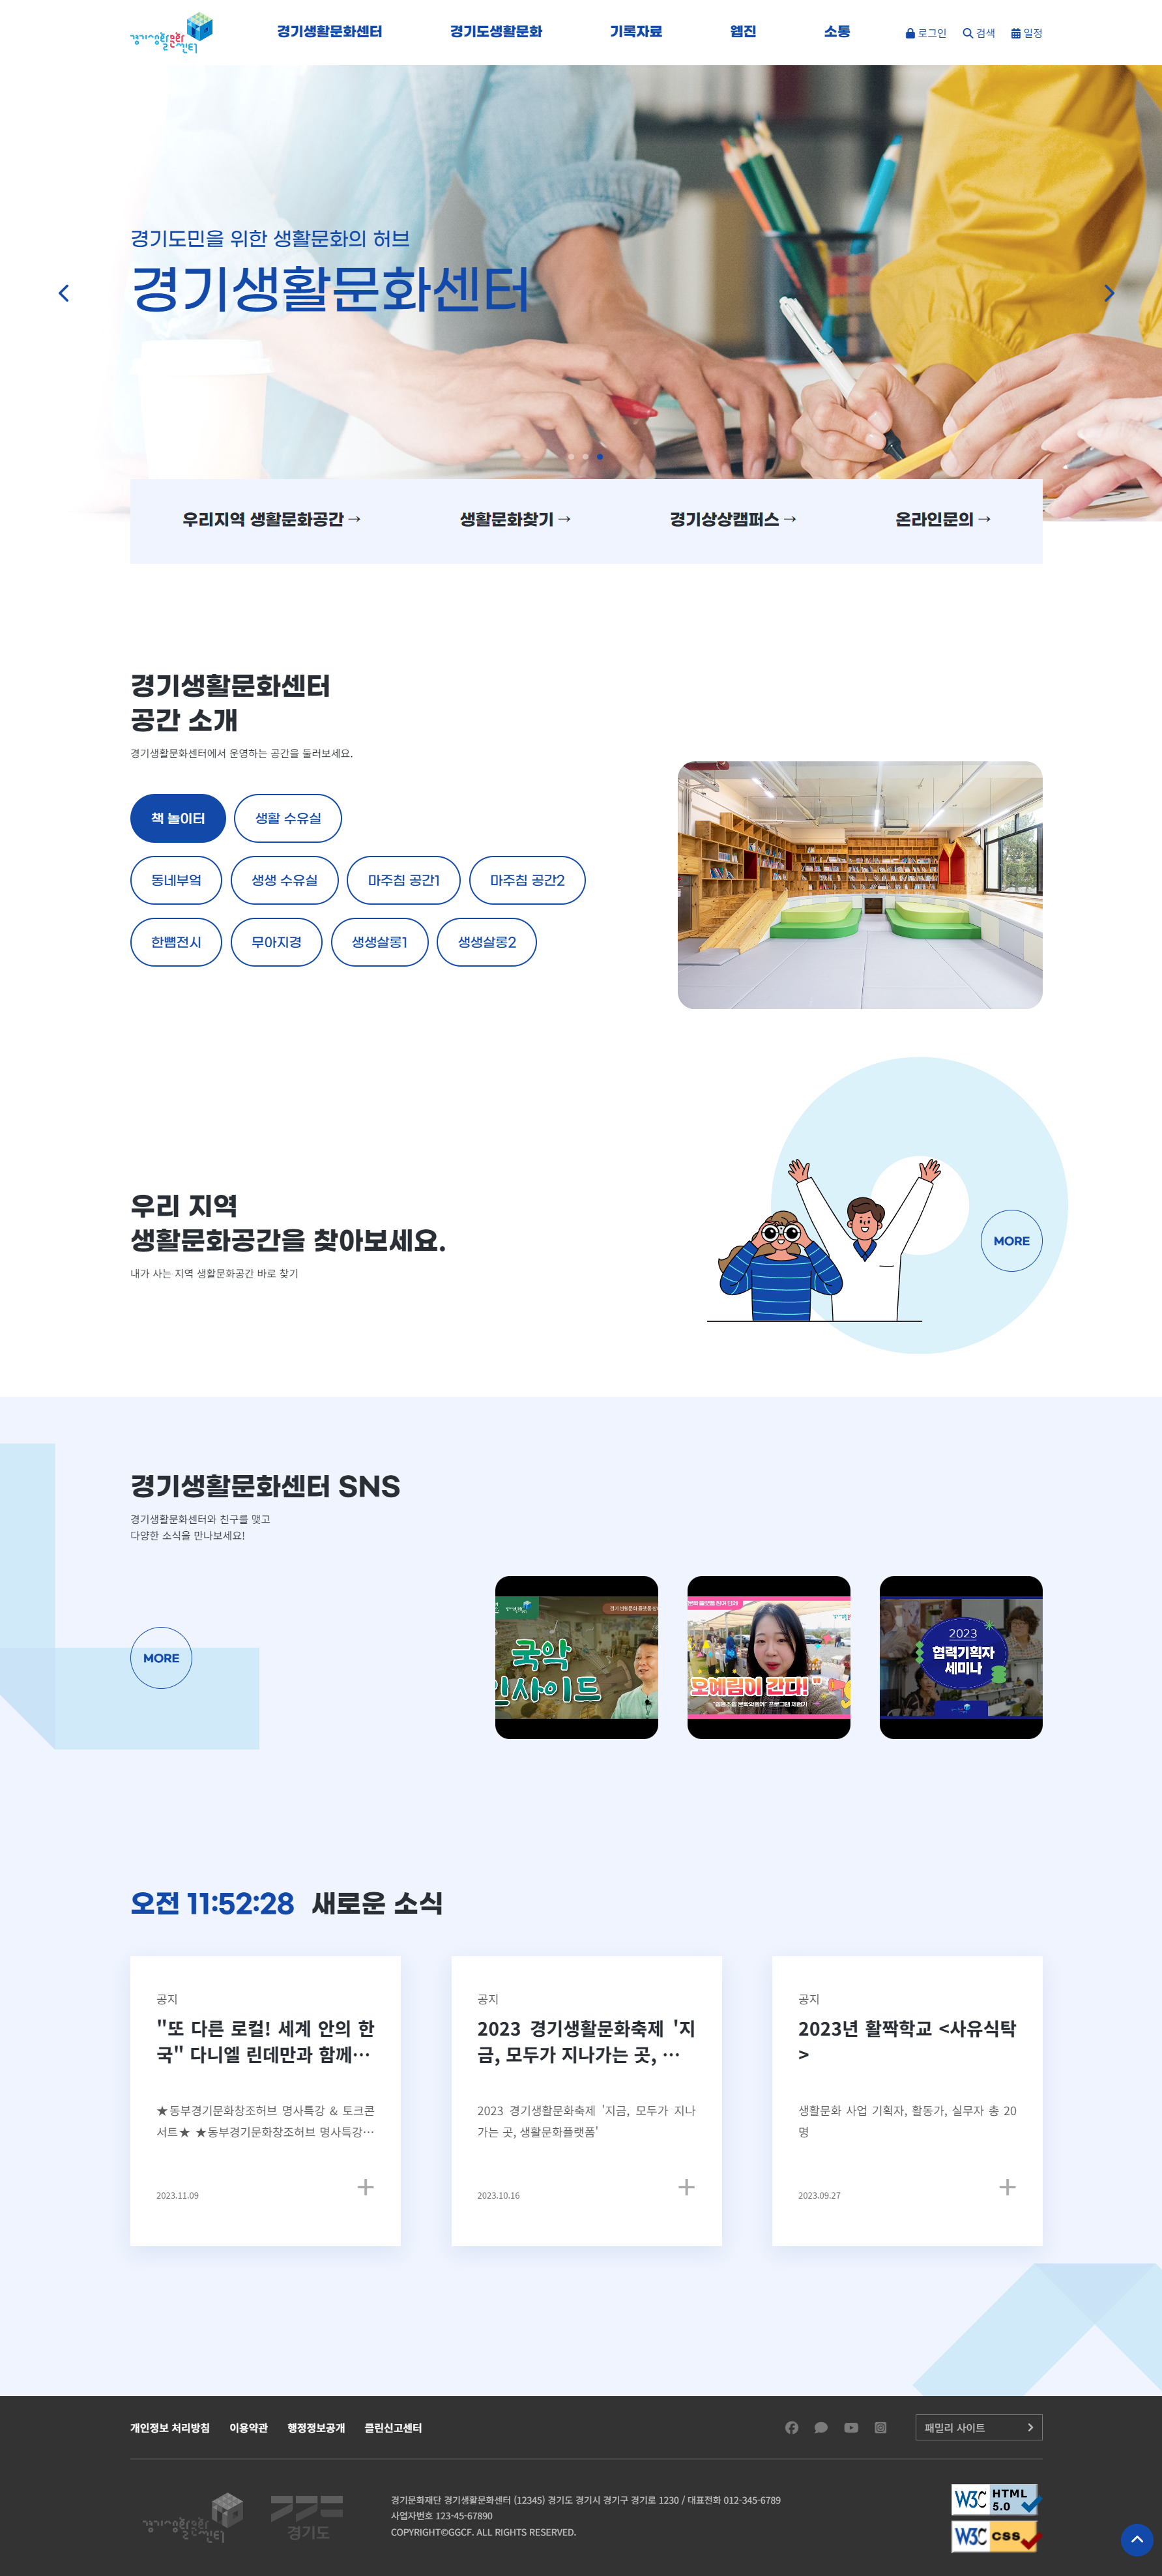 경기생활문화센터
경기생활문화센터 경기도생활문화 기록자료 웹진 소통
로그인 검색 일정
경기도민을 위한 생활문화의 허브
경기생활문화센터
우리지역 생활문화공간→ 생활문화찾기→ 경기상상캠퍼스→ 온라인문의→
경기생활문화센터
공간 소개
경기생활문화센터에서 운영하는 공간을 둘러보세요.
책 놀이터 생활 수유실
동네부엌 생생 수유실 마주침 공간1 마주침 공간2
한뼘전시 무아지경 생생살롱1 생생살롱2
우리 지역
생활문화공간을 찾아보세요.
내가 사는 지역 생활문화공간 바로 찾기
MORE
경기생활문화센터 SNS
경기생활문화센터와 친구를 맺고
다양한 소식을 만나보세요!
MORE
국악
인사이드
오예림이 간다!
2023
협력기획자
세미나
오전 11:52:28 새로운 소식
공지
"또 다른 로컬! 세계 안의 한
국" 다니엘 린데만과 함께…
★동부경기문화창조허브 명사특강 & 토크콘
서트★ ★동부경기문화창조허브 명사특강…
2023.11.09
공지
2023 경기생활문화축제 '지
금, 모두가 지나가는 곳, …
2023 경기생활문화축제 '지금, 모두가 지나
가는 곳, 생활문화플랫폼'
2023.10.16
공지
2023년 활짝학교 <사유식탁
>
생활문화 사업 기획자, 활동가, 실무자 총 20
명
2023.09.27
개인정보 처리방침 이용약관 행정정보공개 클린신고센터
패밀리 사이트
경기생활문화센터
경기도
경기문화재단 경기생활문화센터 (12345) 경기도 경기시 경기구 경기로 1230 / 대표전화 012-345-6789
사업자번호 123-45-67890
COPYRIGHT©GGCF. ALL RIGHTS RESERVED.
W3C HTML 5.0
W3C css